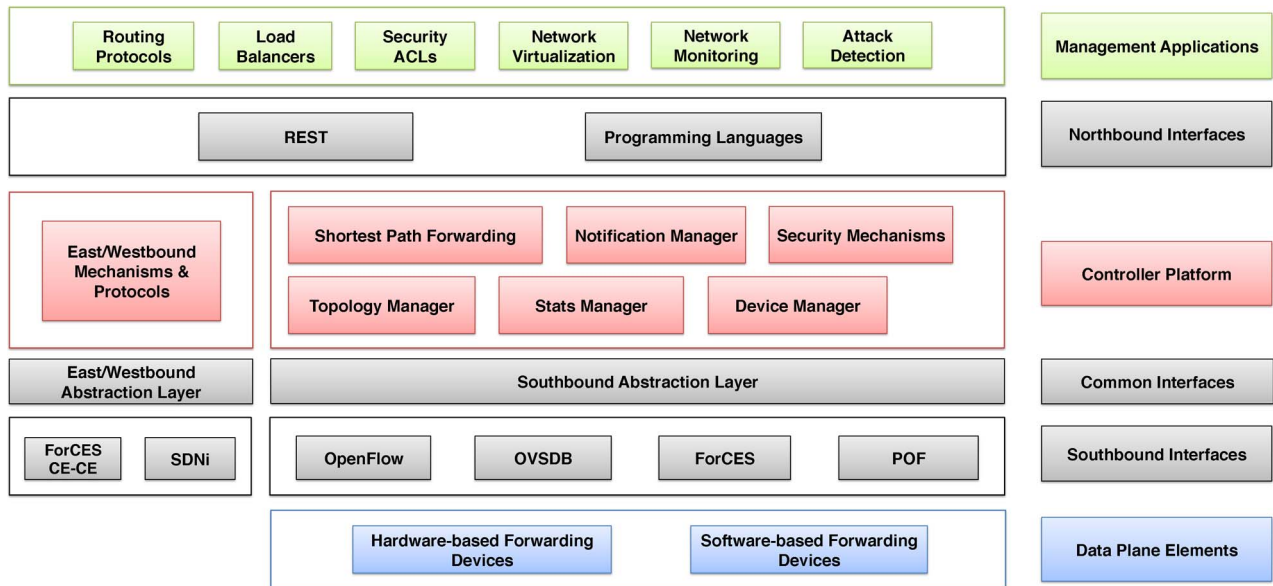 Routing
Protocols
Load
Balancers
Security
ACLs
Network
Virtualization
Network
Monitoring
Attack
Detection
Management Applications
REST
Programming Languages
Northbound Interfaces
East/Westbound
Mechanisms &
Protocols
Shortest Path Forwarding
Notification Manager
Security Mechanisms
Topology Manager
Stats Manager
Device Manager
Controller Platform
East/Westbound
Abstraction Layer
Southbound Abstraction Layer
Common Interfaces
ForCES
CE-CE
SDNi
OpenFlow
OVSDB
ForCES
POF
Southbound Interfaces
Hardware-based Forwarding
Devices
Software-based Forwarding
Devices
Data Plane Elements